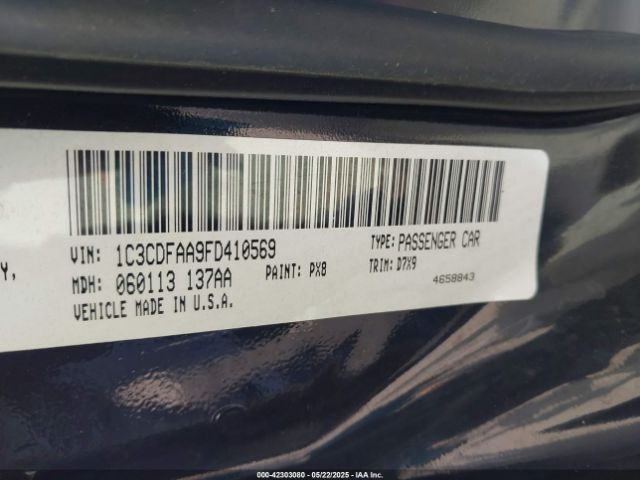 VIN: 1C3CDFAA9FD410569 TYPE: PASSENGER CAR
Y, MDH: 060113 137AA PAINT: PX8 TRIM: D7X9
VEHICLE MADE IN U.S.A. 4658843
000-42303080 - 05/22/2025 - IAA Inc.